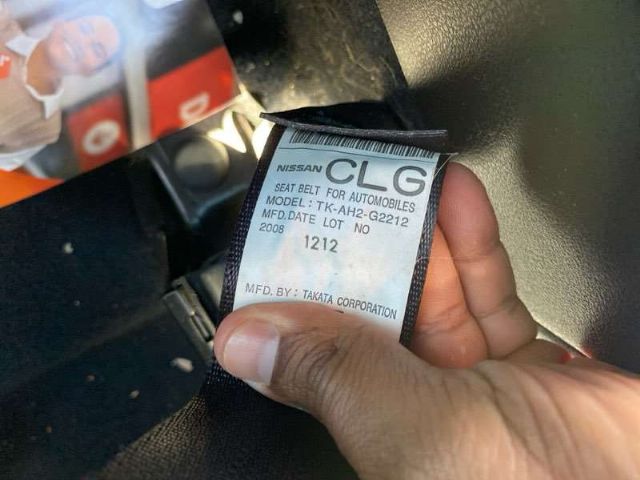 NISSAN CLG
SEAT BELT FOR AUTOMOBILES
MODEL: TK-AH2-G2212
MFD.DATE LOT NO
2008 1212
MFD. BY: TAKATA CORPORATION
D